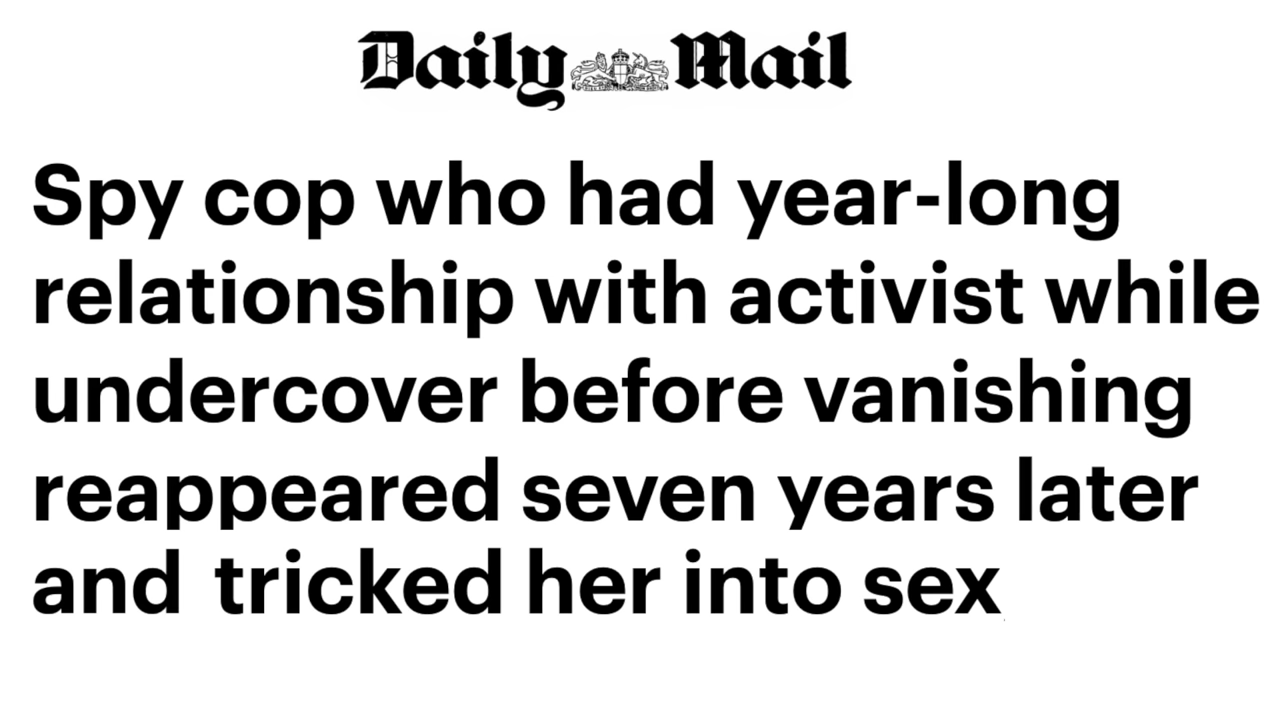 Daily Mail
Spy cop who had year-long
relationship with activist while
undercover before vanishing
reappeared seven years later
and tricked her into sex